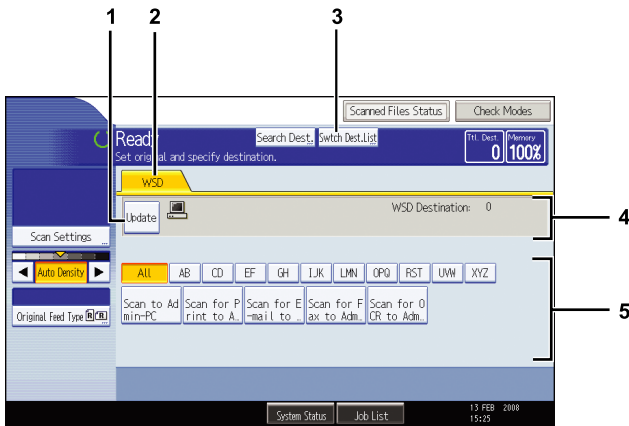 1 2 3
Scanned Files Status Check Modes
Ready Search Dest. Swtch Dest.List Ttl. Dest. Memory
Set original and specify destination. 0 100%
WSD
Update WSD Destination: 0 4
Scan Settings
Auto Density
All AB CD EF GH IJK LMN OPQ RST UVW XYZ
Scan to Ad Scan for P Scan for E Scan for F Scan for O
min-PC rint to A.. -mail to .. ax to Adm.. CR to Adm..
Original Feed Type R R 5
System Status Job List 13 FEB 2008
15:25